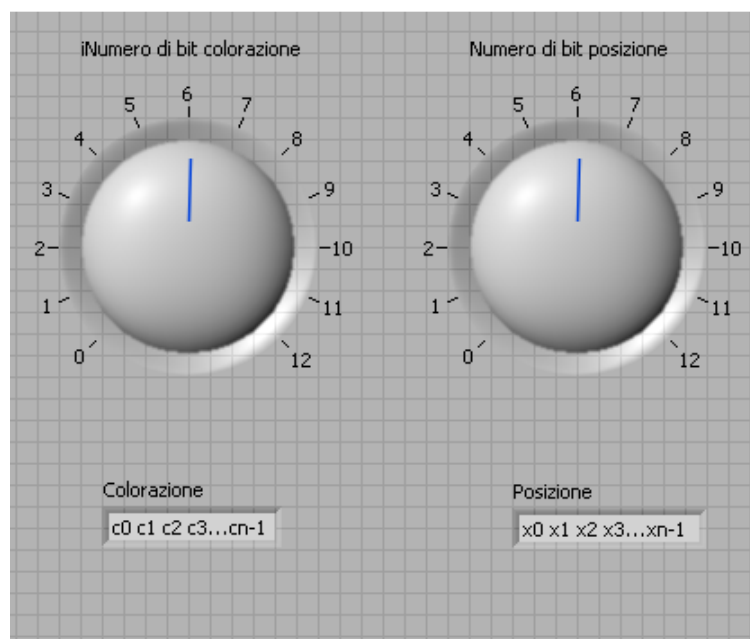 iNumero di bit colorazione
0 1 2 3 4 5 6 7 8 9 10 11 12
Numero di bit posizione
0 1 2 3 4 5 6 7 8 9 10 11 12
Colorazione
c0 c1 c2 c3...cn-1
Posizione
x0 x1 x2 x3...xn-1